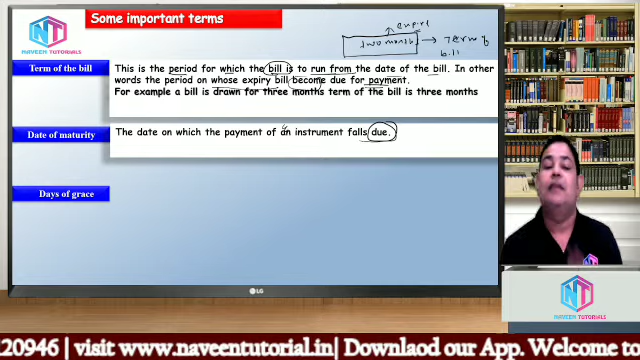 Some important terms
NAVEEN TUTORIALS
expire
two month → Term of
bill
Term of the bill
This is the period for which the bill is to run from the date of the bill. In other
words the period on whose expiry bill become due for payment.
For example a bill is drawn for three months term of the bill is three months
Date of maturity
The date on which the payment of an instrument falls due.
Days of grace
NT
NAVEEN TUTORIALS
NT
LG
20946 | visit www.naveentutorial.in| Downlaod our App. Welcome to